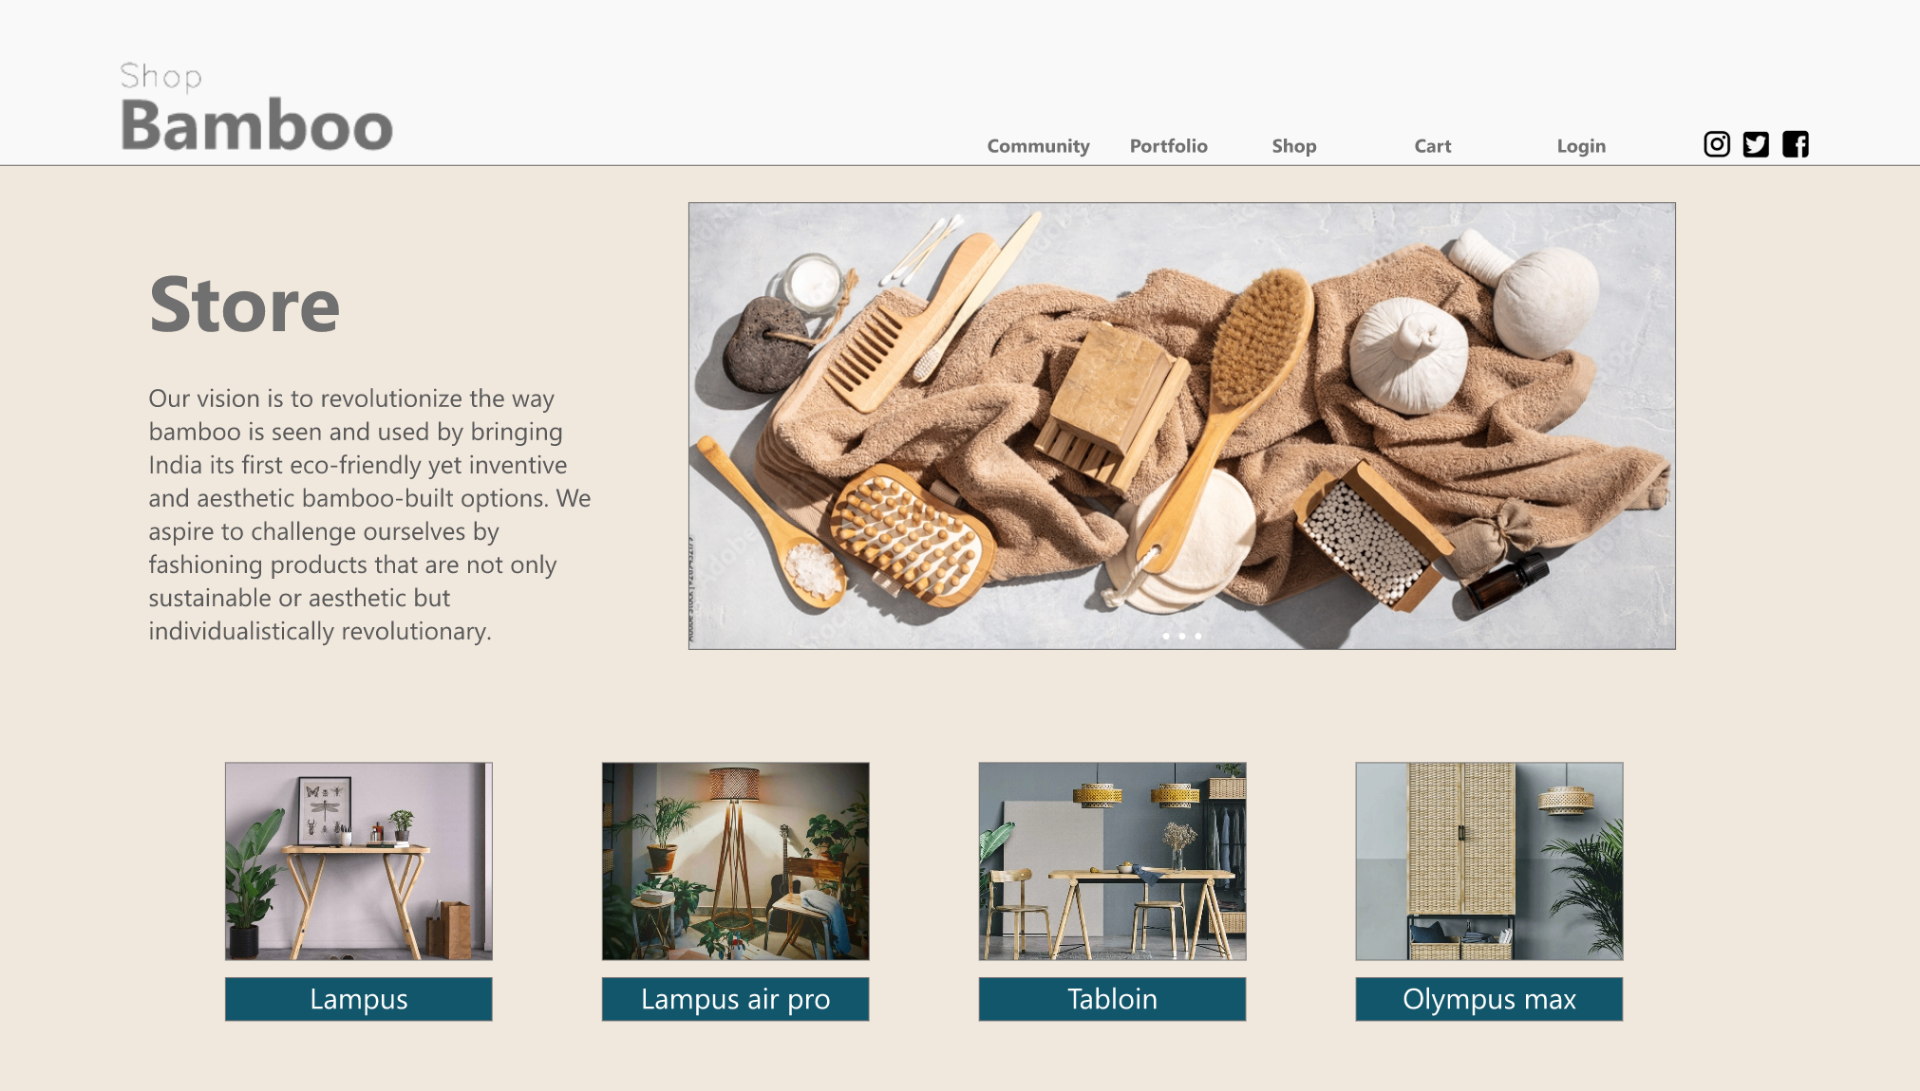 Shop
Bamboo
Community Portfolio Shop Cart Login
Store
Our vision is to revolutionize the way
bamboo is seen and used by bringing
India its first eco-friendly yet inventive
and aesthetic bamboo-built options. We
aspire to challenge ourselves by
fashioning products that are not only
sustainable or aesthetic but
individualistically revolutionary.
Lampus
Lampus air pro
Tabloin
Olympus max